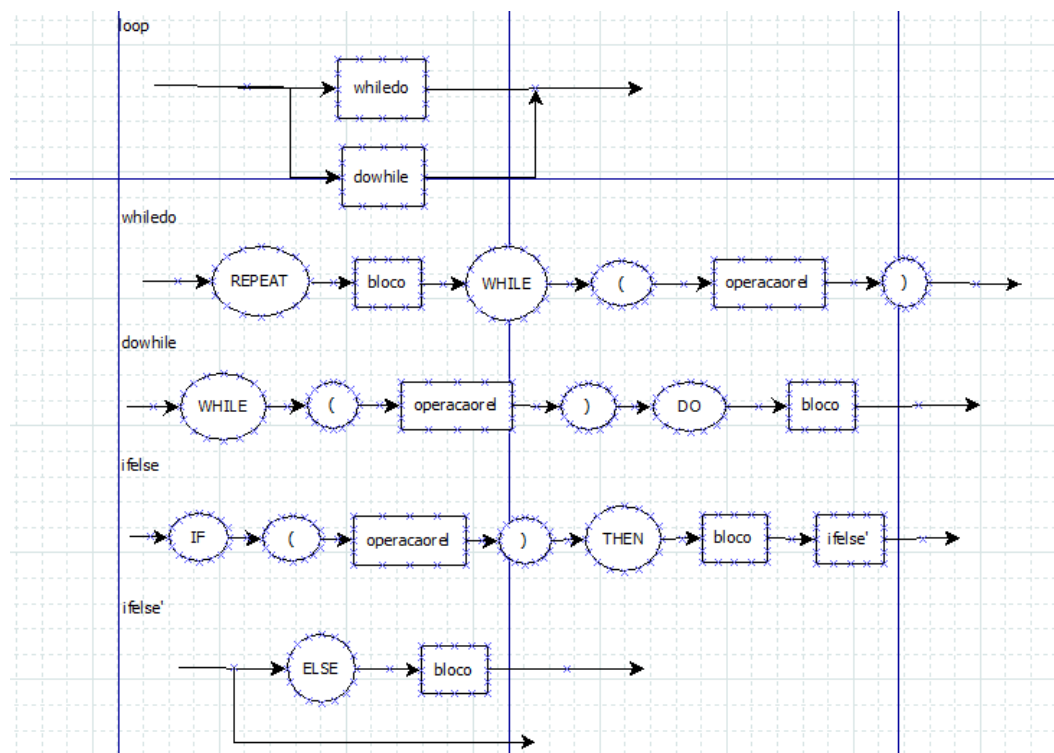 loop
whiledo
dowhile
whiledo
REPEAT bloco WHILE ( operacaorel )
dowhile
WHILE ( operacaorel ) DO bloco
ifelse
IF ( operacaorel ) THEN bloco ifelse'
ifelse'
ELSE bloco